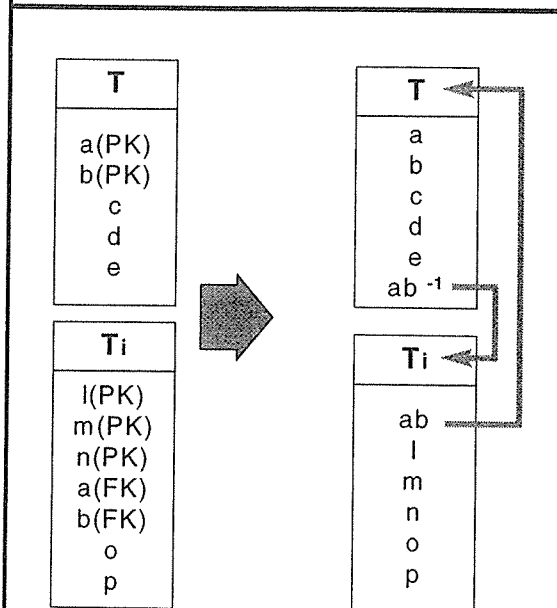 T
a(PK)
b(PK)
c
d
e
Ti
l(PK)
m(PK)
n(PK)
a(FK)
b(FK)
o
p
T
a
b
c
d
e
ab -1
Ti
ab
l
m
n
o
p